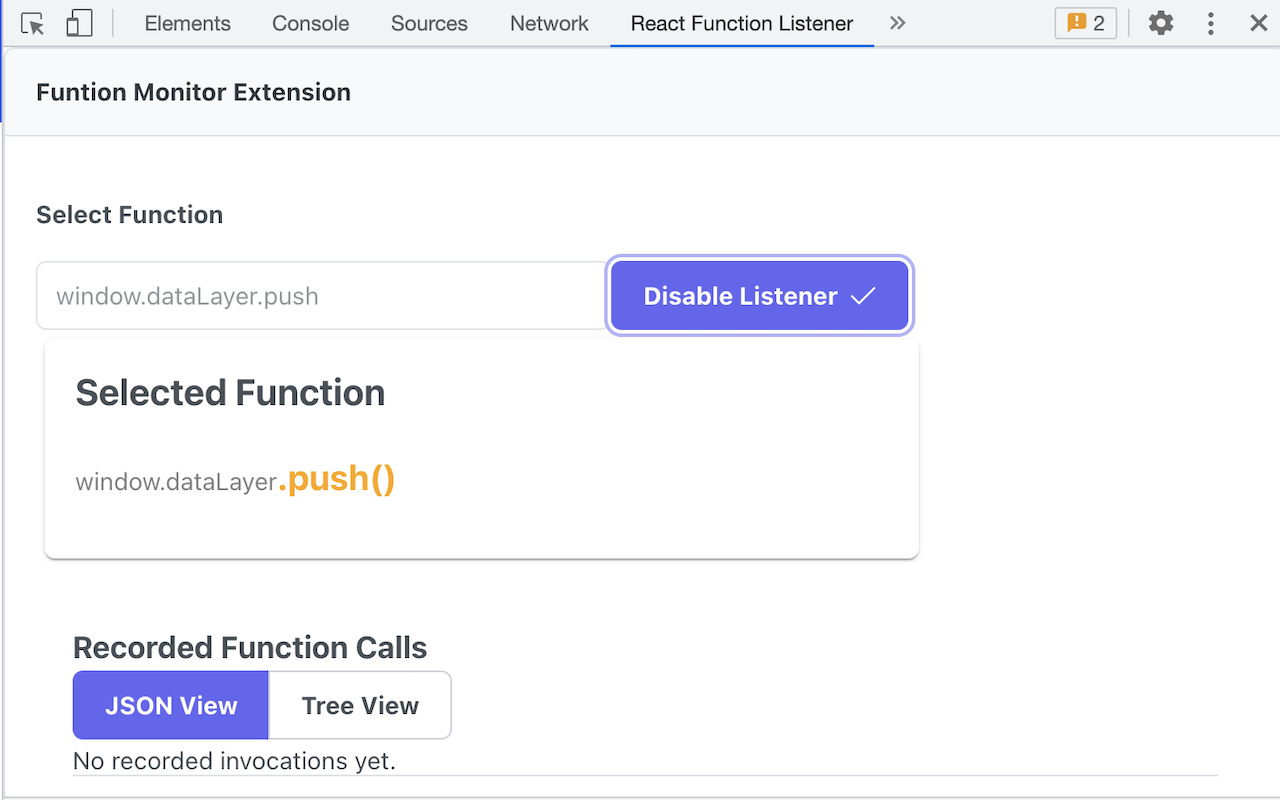 Elements Console Sources Network React Function Listener » 2
Funtion Monitor Extension
Select Function
window.dataLayer.push Disable Listener
Selected Function
window.dataLayer.push()
Recorded Function Calls
JSON View Tree View
No recorded invocations yet.